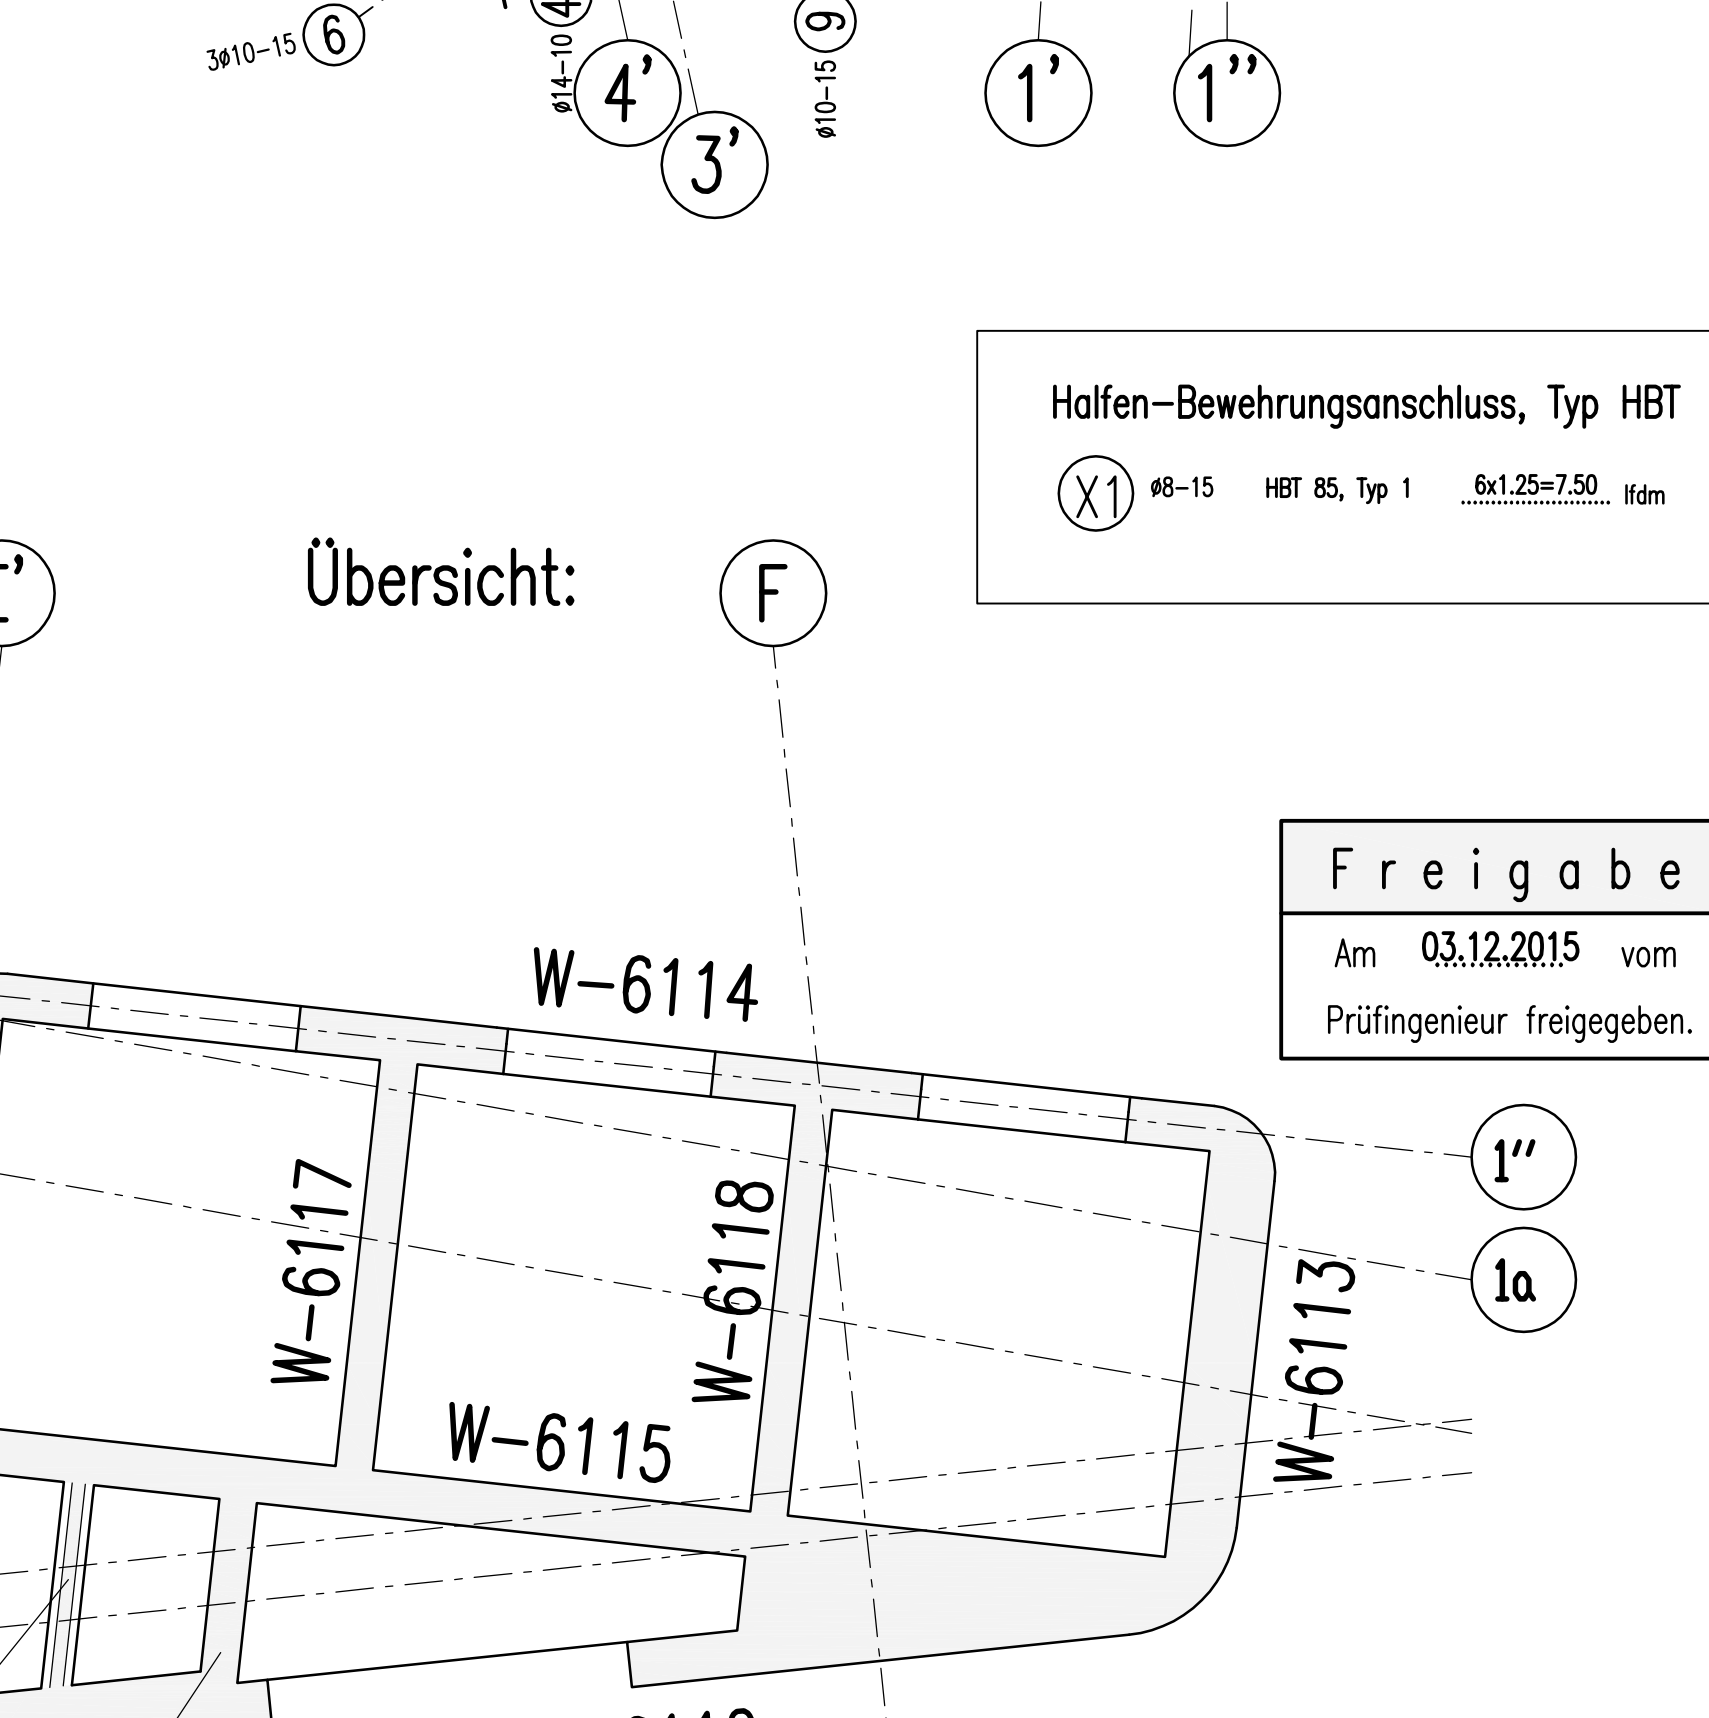 3ø10-15 6
ø14-10 4
4'
3'
ø10-15 9
1'
1''
Halfen-Bewehrungsanschluss, Typ HBT
X1 ø8-15 HBT 85, Typ 1 6x1.25=7.50 lfdm
Übersicht:
F
Freigabe
Am 03.12.2015 vom
Prüfingenieur freigegeben.
W-6114
1"
1a
W-6117
W-6118
W-6113
W-6115